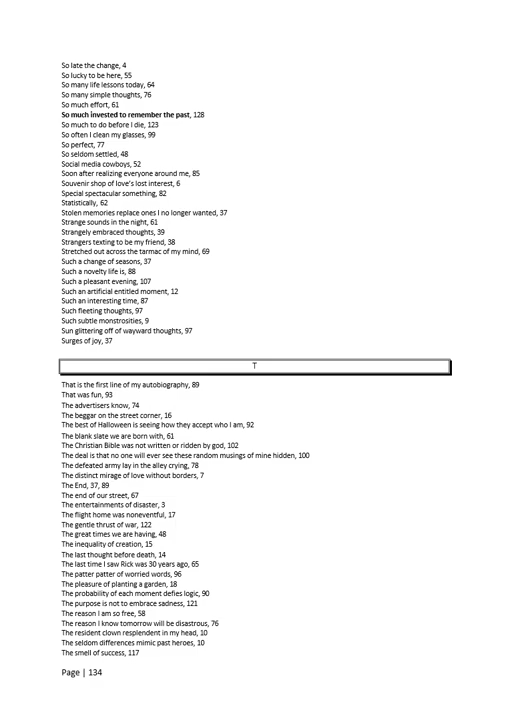 So late the change, 4
So lucky to be here, 55
So many life lessons today, 64
So many simple thoughts, 76
So much effort, 61
So much invested to remember the past, 128
So much to do before I die, 123
So often I clean my glasses, 99
So perfect, 77
So seldom settled, 48
Social media cowboys, 52
Soon after realizing everyone around me, 85
Souvenir shop of love's lost interest, 6
Special spectacular something, 82
Statistically, 62
Stolen memories replace ones I no longer wanted, 37
Strange sounds in the night, 61
Strangely embraced thoughts, 39
Strangers texting to be my friend, 38
Stretched out across the tarmac of my mind, 69
Such a change of seasons, 37
Such a novelty life is, 88
Such a pleasant evening, 107
Such an artificial entitled moment, 12
Such an interesting time, 87
Such fleeting thoughts, 97
Such subtle monstrosities, 9
Sun glittering off of wayward thoughts, 97
Surges of joy, 37
T
That is the first line of my autobiography, 89
That was fun, 93
The advertisers know, 74
The beggar on the street corner, 16
The best of Halloween is seeing how they accept who I am, 92
The blank slate we are born with, 61
The Christian Bible was not written or ridden by god, 102
The deal is that no one will ever see these random musings of mine hidden, 100
The defeated army lay in the alley crying, 78
The distinct mirage of love without borders, 7
The End, 37, 89
The end of our street, 67
The entertainments of disaster, 3
The flight home was noneventful, 17
The gentle thrust of war, 122
The great times we are having, 48
The inequality of creation, 15
The last thought before death, 14
The last time I saw Rick was 30 years ago, 65
The patter patter of worried words, 96
The pleasure of planting a garden, 18
The probability of each moment defies logic, 90
The purpose is not to embrace sadness, 121
The reason I am so free, 58
The reason I know tomorrow will be disastrous, 76
The resident clown resplendent in my head, 10
The seldom differences mimic past heroes, 10
The smell of success, 117
Page | 134